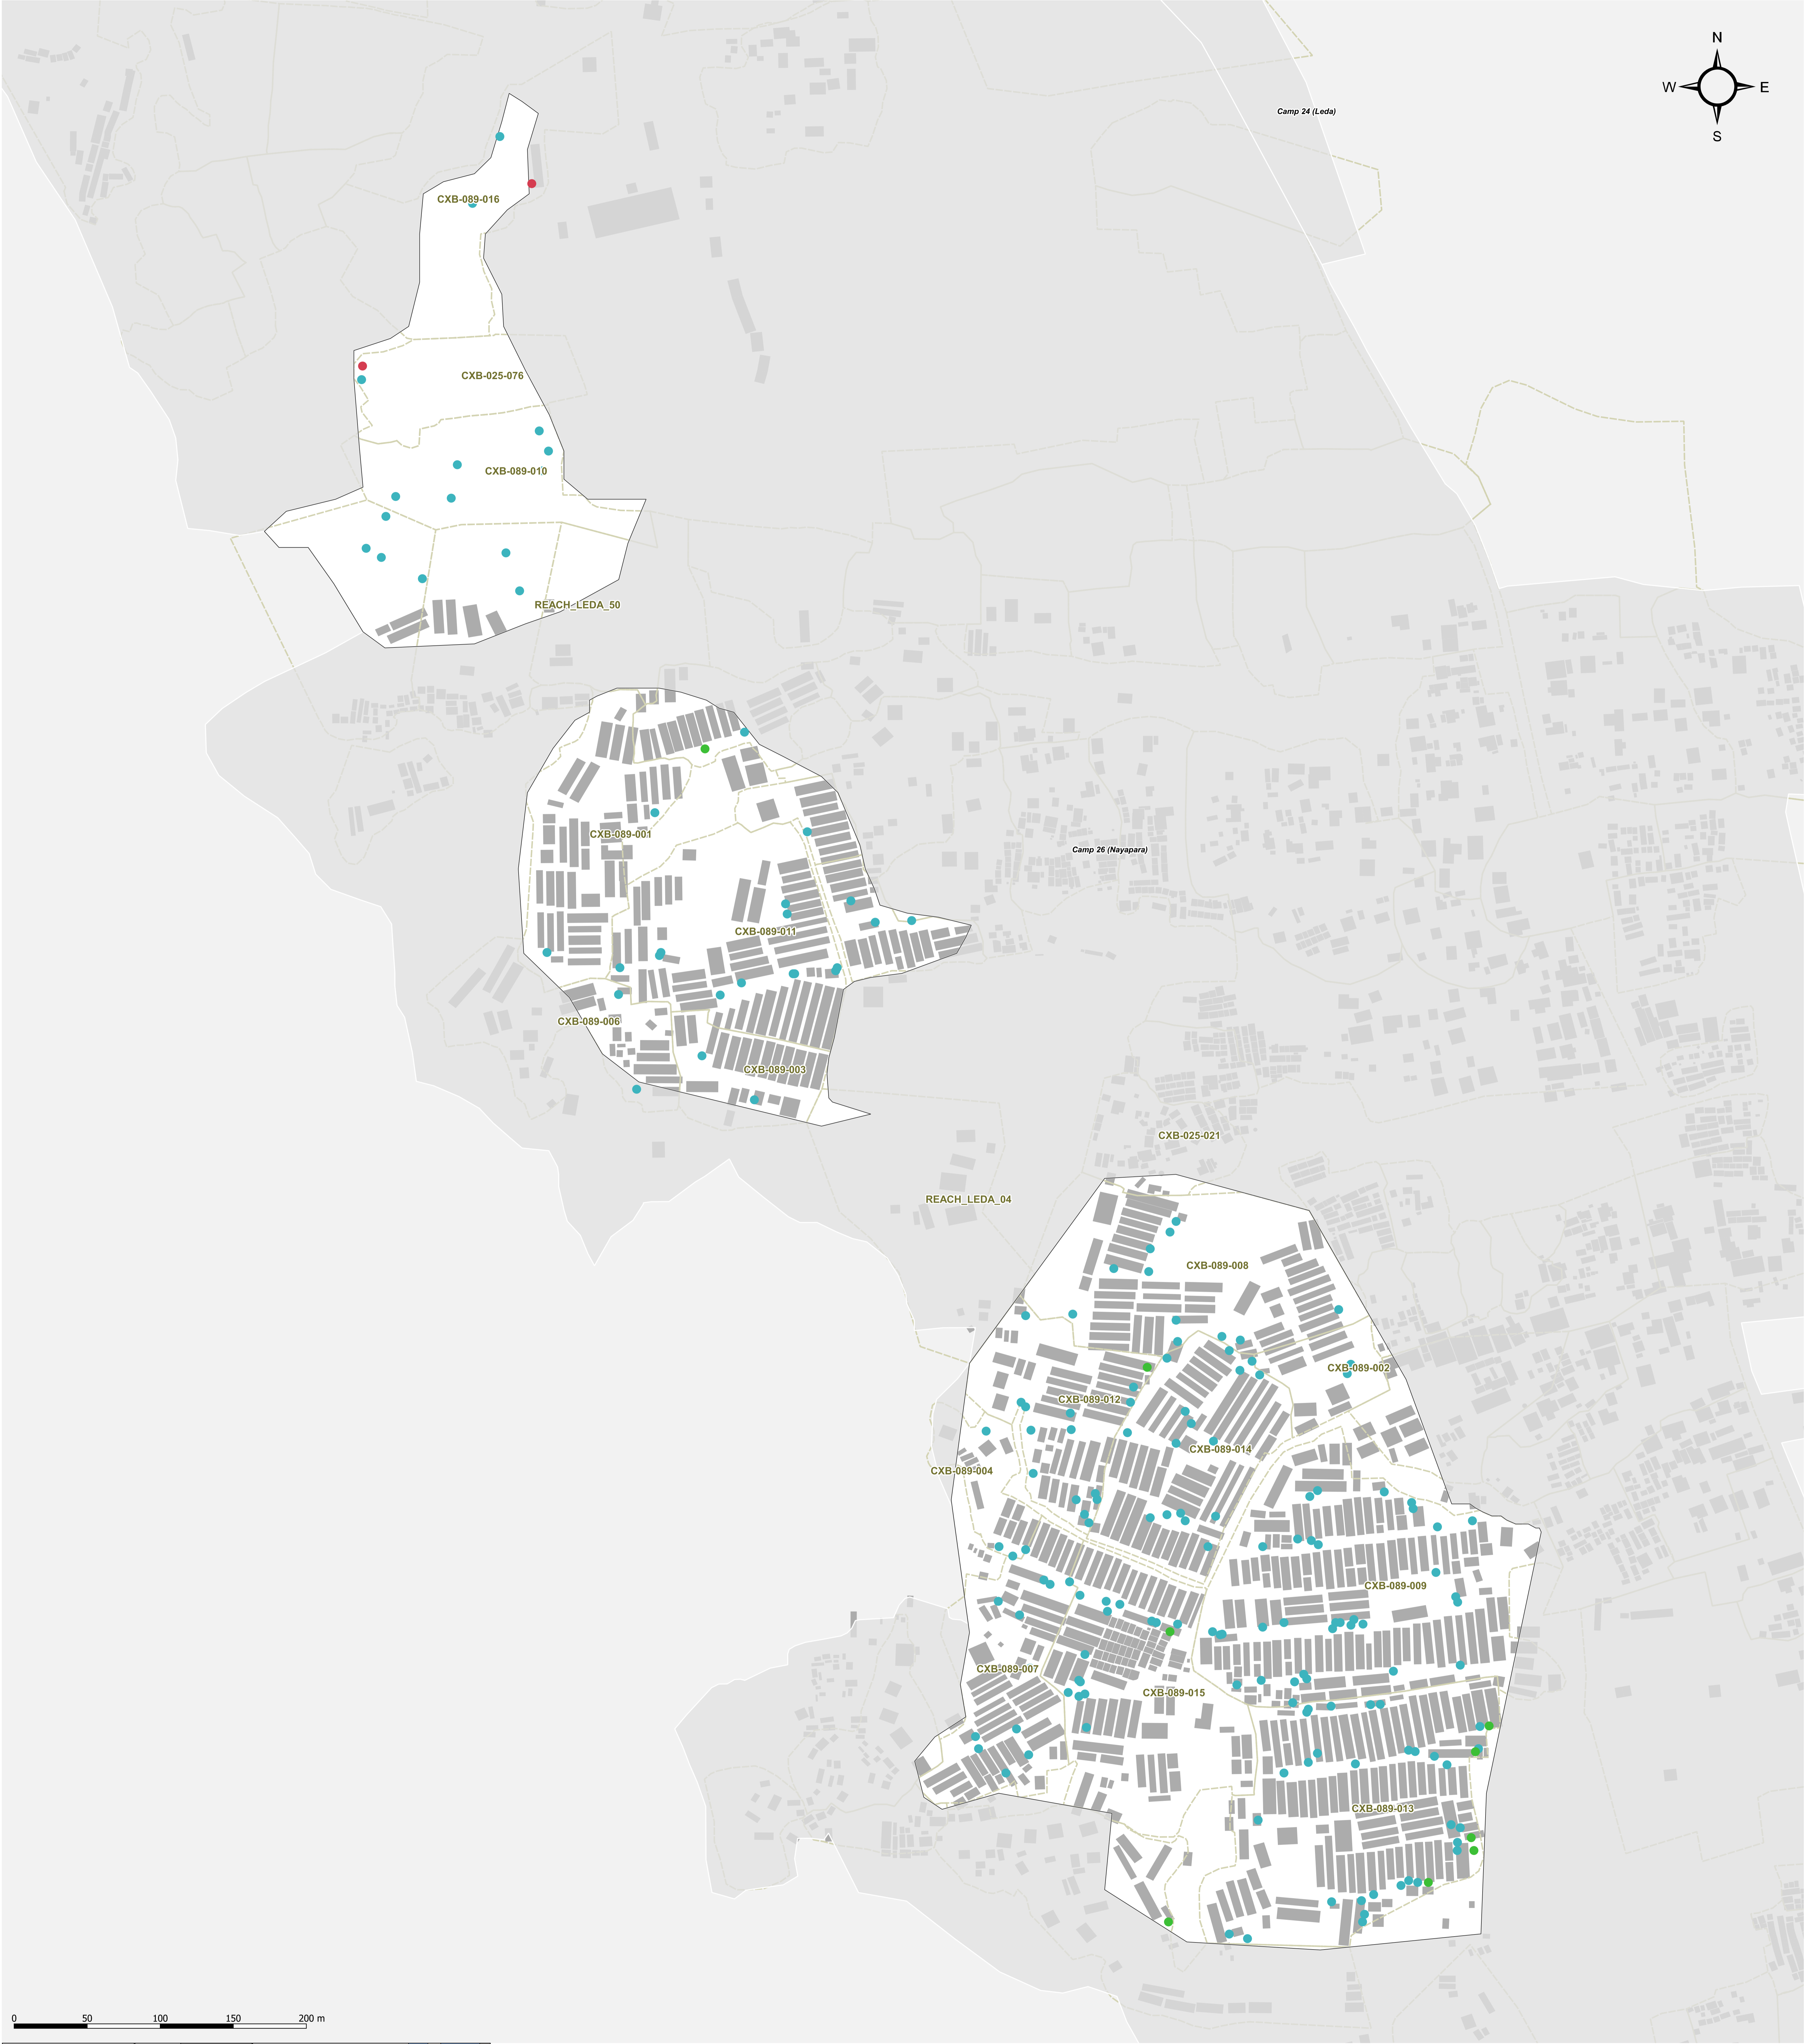 N
Camp 24 (Leda)
W E
S
CXB-089-016
CXB-025-076
CXB-089-010
REACH_LEDA_50
CXB-089-001
Camp 26 (Nayapara)
CXB-089-011
CXB-089-006
CXB-089-003
CXB-025-021
REACH_LEDA_04
CXB-089-008
CXB-089-002
CXB-089-012
CXB-089-014
CXB-089-004
CXB-089-009
CXB-089-007
CXB-089-015
CXB-089-013
0 50 100 150 200 m